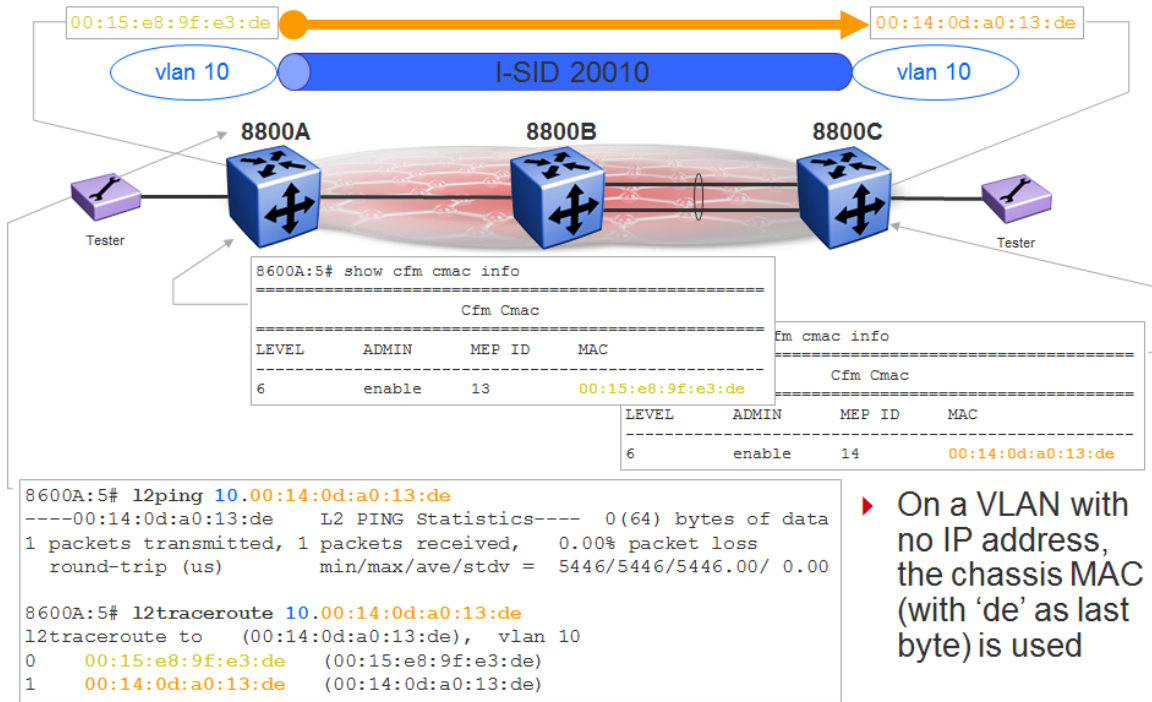 00:15:e8:9f:e3:de
00:14:0d:a0:13:de
vlan 10
I-SID 20010
vlan 10
8800A
8800B
8800C
Tester
Tester
8600A:5# show cfm cmac info
================================================
Cfm Cmac
================================================
LEVEL ADMIN MEP ID MAC
------------------------------------------------
6 enable 13 00:15:e8:9f:e3:de
fm cmac info
================================================
Cfm Cmac
================================================
LEVEL ADMIN MEP ID MAC
------------------------------------------------
6 enable 14 00:14:0d:a0:13:de
8600A:5# l2ping 10.00:14:0d:a0:13:de
----00:14:0d:a0:13:de L2 PING Statistics---- 0(64) bytes of data
1 packets transmitted, 1 packets received, 0.00% packet loss
round-trip (us) min/max/ave/stdv = 5446/5446/5446.00/ 0.00
8600A:5# l2traceroute 10.00:14:0d:a0:13:de
l2traceroute to (00:14:0d:a0:13:de), vlan 10
0 00:15:e8:9f:e3:de (00:15:e8:9f:e3:de)
1 00:14:0d:a0:13:de (00:14:0d:a0:13:de)
On a VLAN with
no IP address,
the chassis MAC
(with ‘de’ as last
byte) is used